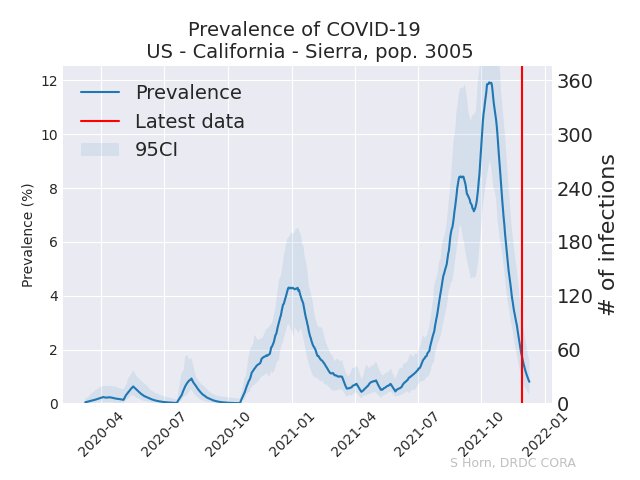 Prevalence of COVID-19
US - California - Sierra, pop. 3005
Prevalence
Latest data
95CI
Prevalence (%)
0
2
4
6
8
10
12
0
60
120
180
240
300
360
# of infections
2020-04
2020-07
2020-10
2021-01
2021-04
2021-07
2021-10
2022-01
S Horn, DRDC CORA